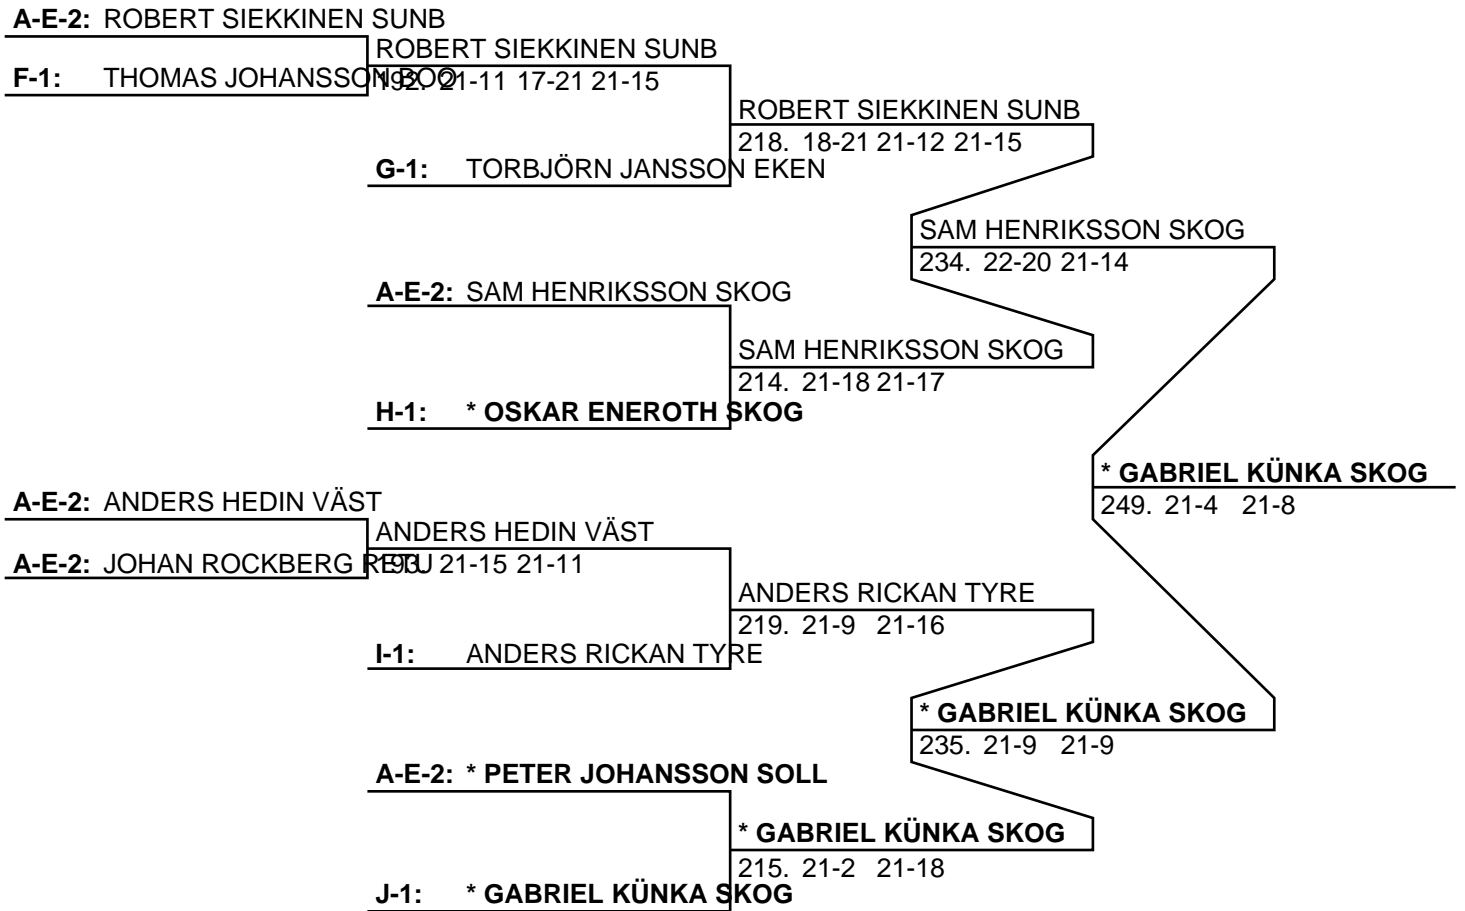 A-E-2: ROBERT SIEKKINEN SUNB
ROBERT SIEKKINEN SUNB
F-1: THOMAS JOHANSSON BOO
192. 21-11 17-21 21-15
ROBERT SIEKKINEN SUNB
218. 18-21 21-12 21-15
G-1: TORBJÖRN JANSSON EKEN
SAM HENRIKSSON SKOG
234. 22-20 21-14
A-E-2: SAM HENRIKSSON SKOG
SAM HENRIKSSON SKOG
214. 21-18 21-17
H-1: * OSKAR ENEROTH SKOG
* GABRIEL KÜNKA SKOG
249. 21-4 21-8
A-E-2: ANDERS HEDIN VÄST
ANDERS HEDIN VÄST
A-E-2: JOHAN ROCKBERG RETU
193. 21-15 21-11
ANDERS RICKAN TYRE
219. 21-9 21-16
I-1: ANDERS RICKAN TYRE
* GABRIEL KÜNKA SKOG
235. 21-9 21-9
A-E-2: * PETER JOHANSSON SOLL
* GABRIEL KÜNKA SKOG
215. 21-2 21-18
J-1: * GABRIEL KÜNKA SKOG